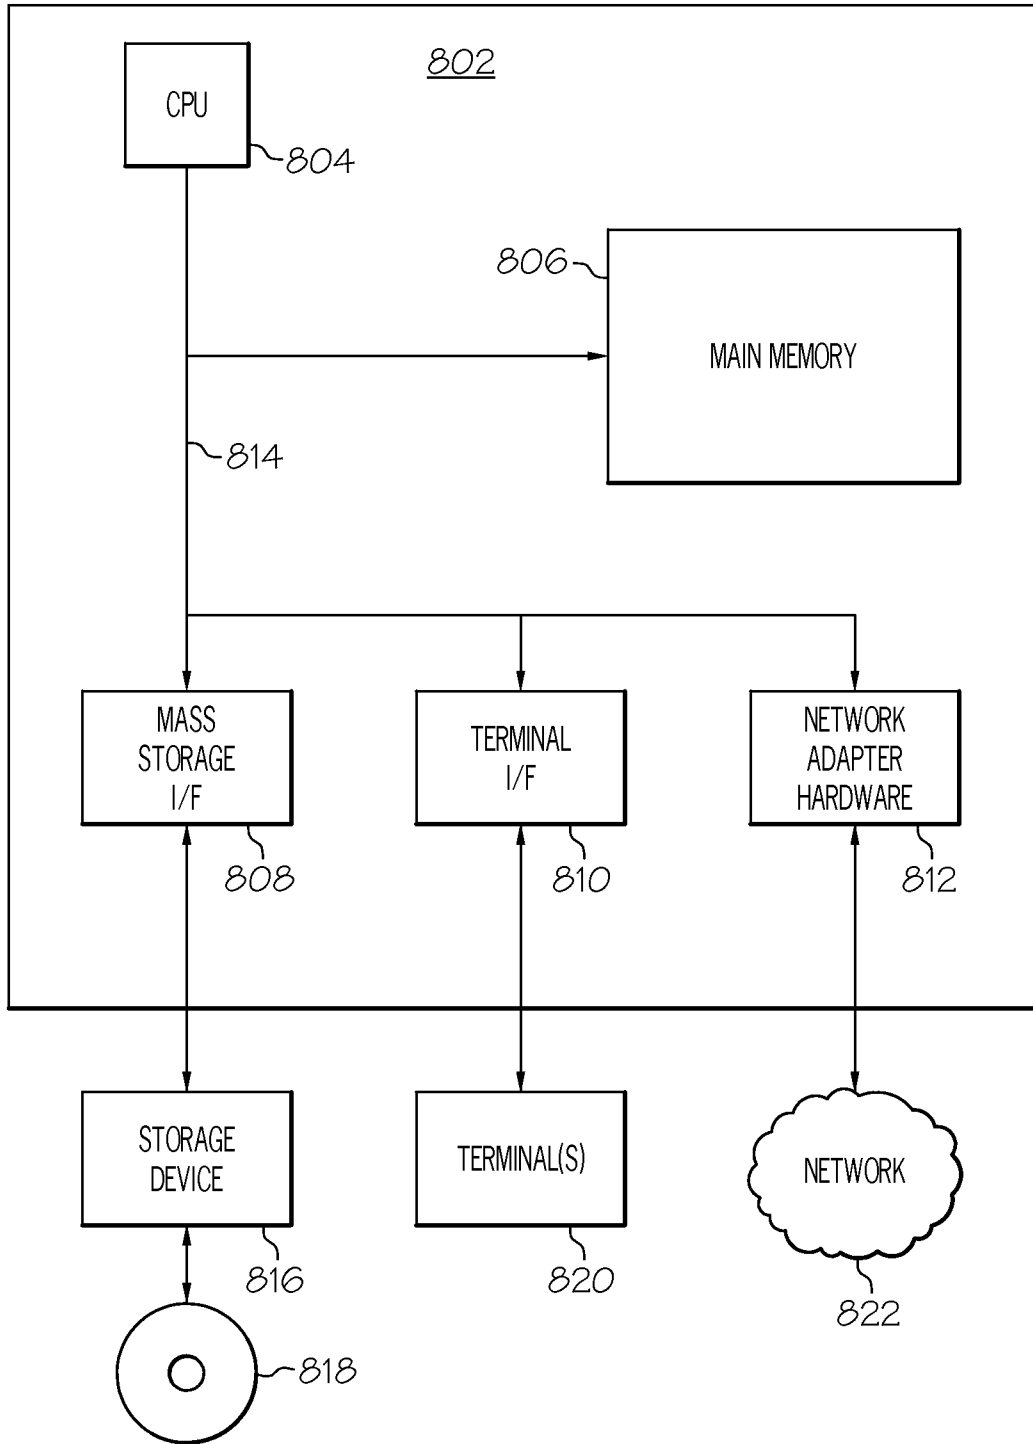 802
CPU
804
806
MAIN MEMORY
814
MASS
STORAGE
I/F
808
TERMINAL
I/F
810
NETWORK
ADAPTER
HARDWARE
812
STORAGE
DEVICE
816
TERMINAL(S)
820
NETWORK
822
818